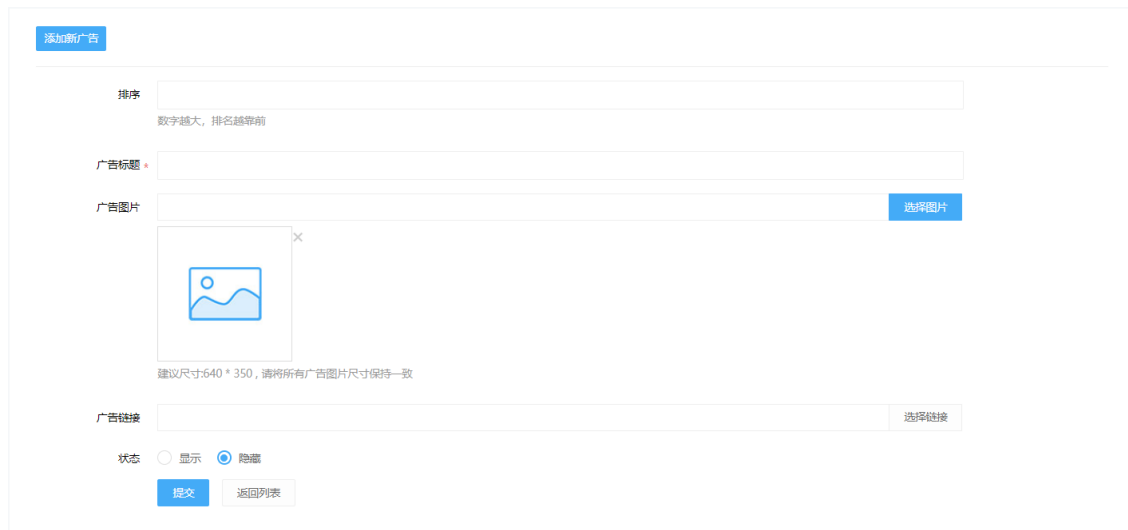 添加新广告
排序
数字越大，排名越靠前
广告标题 *
广告图片 选择图片
建议尺寸:640 * 350 , 请将所有广告图片尺寸保持一致
广告链接 选择链接
状态 显示 隐藏
提交 返回列表